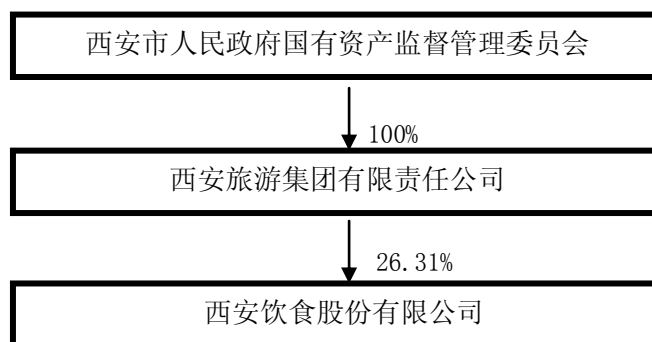 西安市人民政府国有资产监督管理委员会
100%
西安旅游集团有限责任公司
26.31%
西安饮食股份有限公司